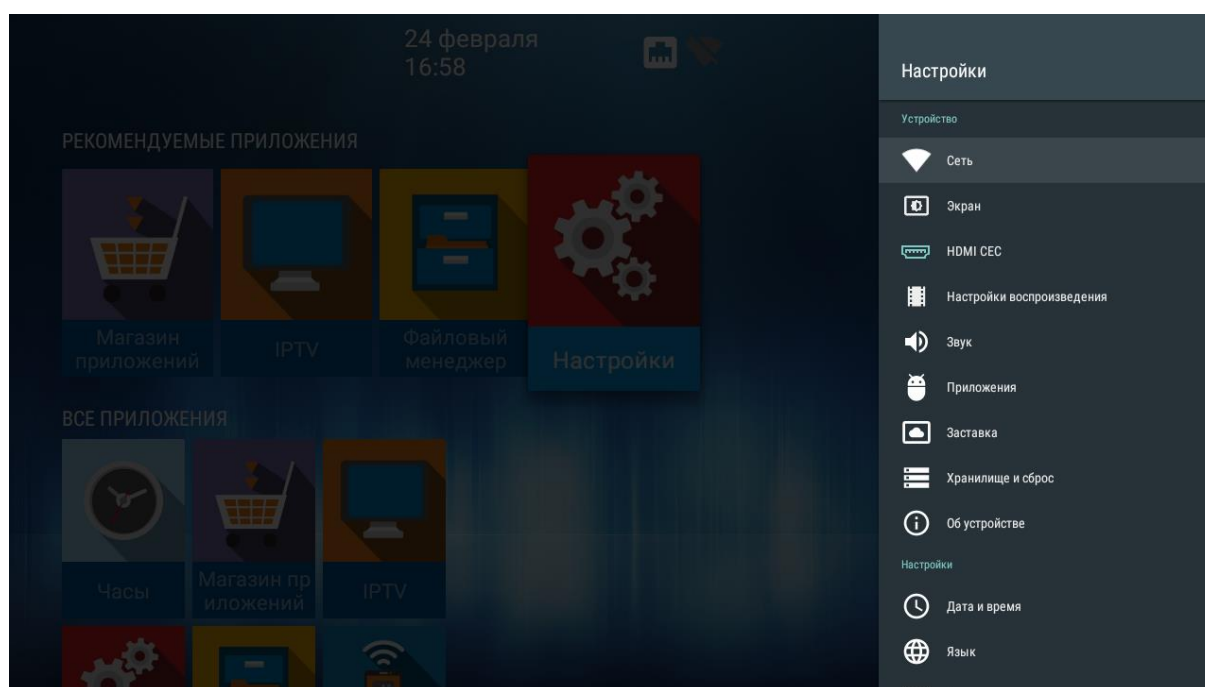 24 февраля
16:58
РЕКОМЕНДУЕМЫЕ ПРИЛОЖЕНИЯ
Магазин
приложений
IPTV
Файловый
менеджер
Настройки
ВСЕ ПРИЛОЖЕНИЯ
Часы
Магазин пр
иложений
IPTV
Настройки
Устройство
Сеть
Экран
HDMI CEC
Настройки воспроизведения
Звук
Приложения
Заставка
Хранилище и сброс
Об устройстве
Настройки
Дата и время
Язык